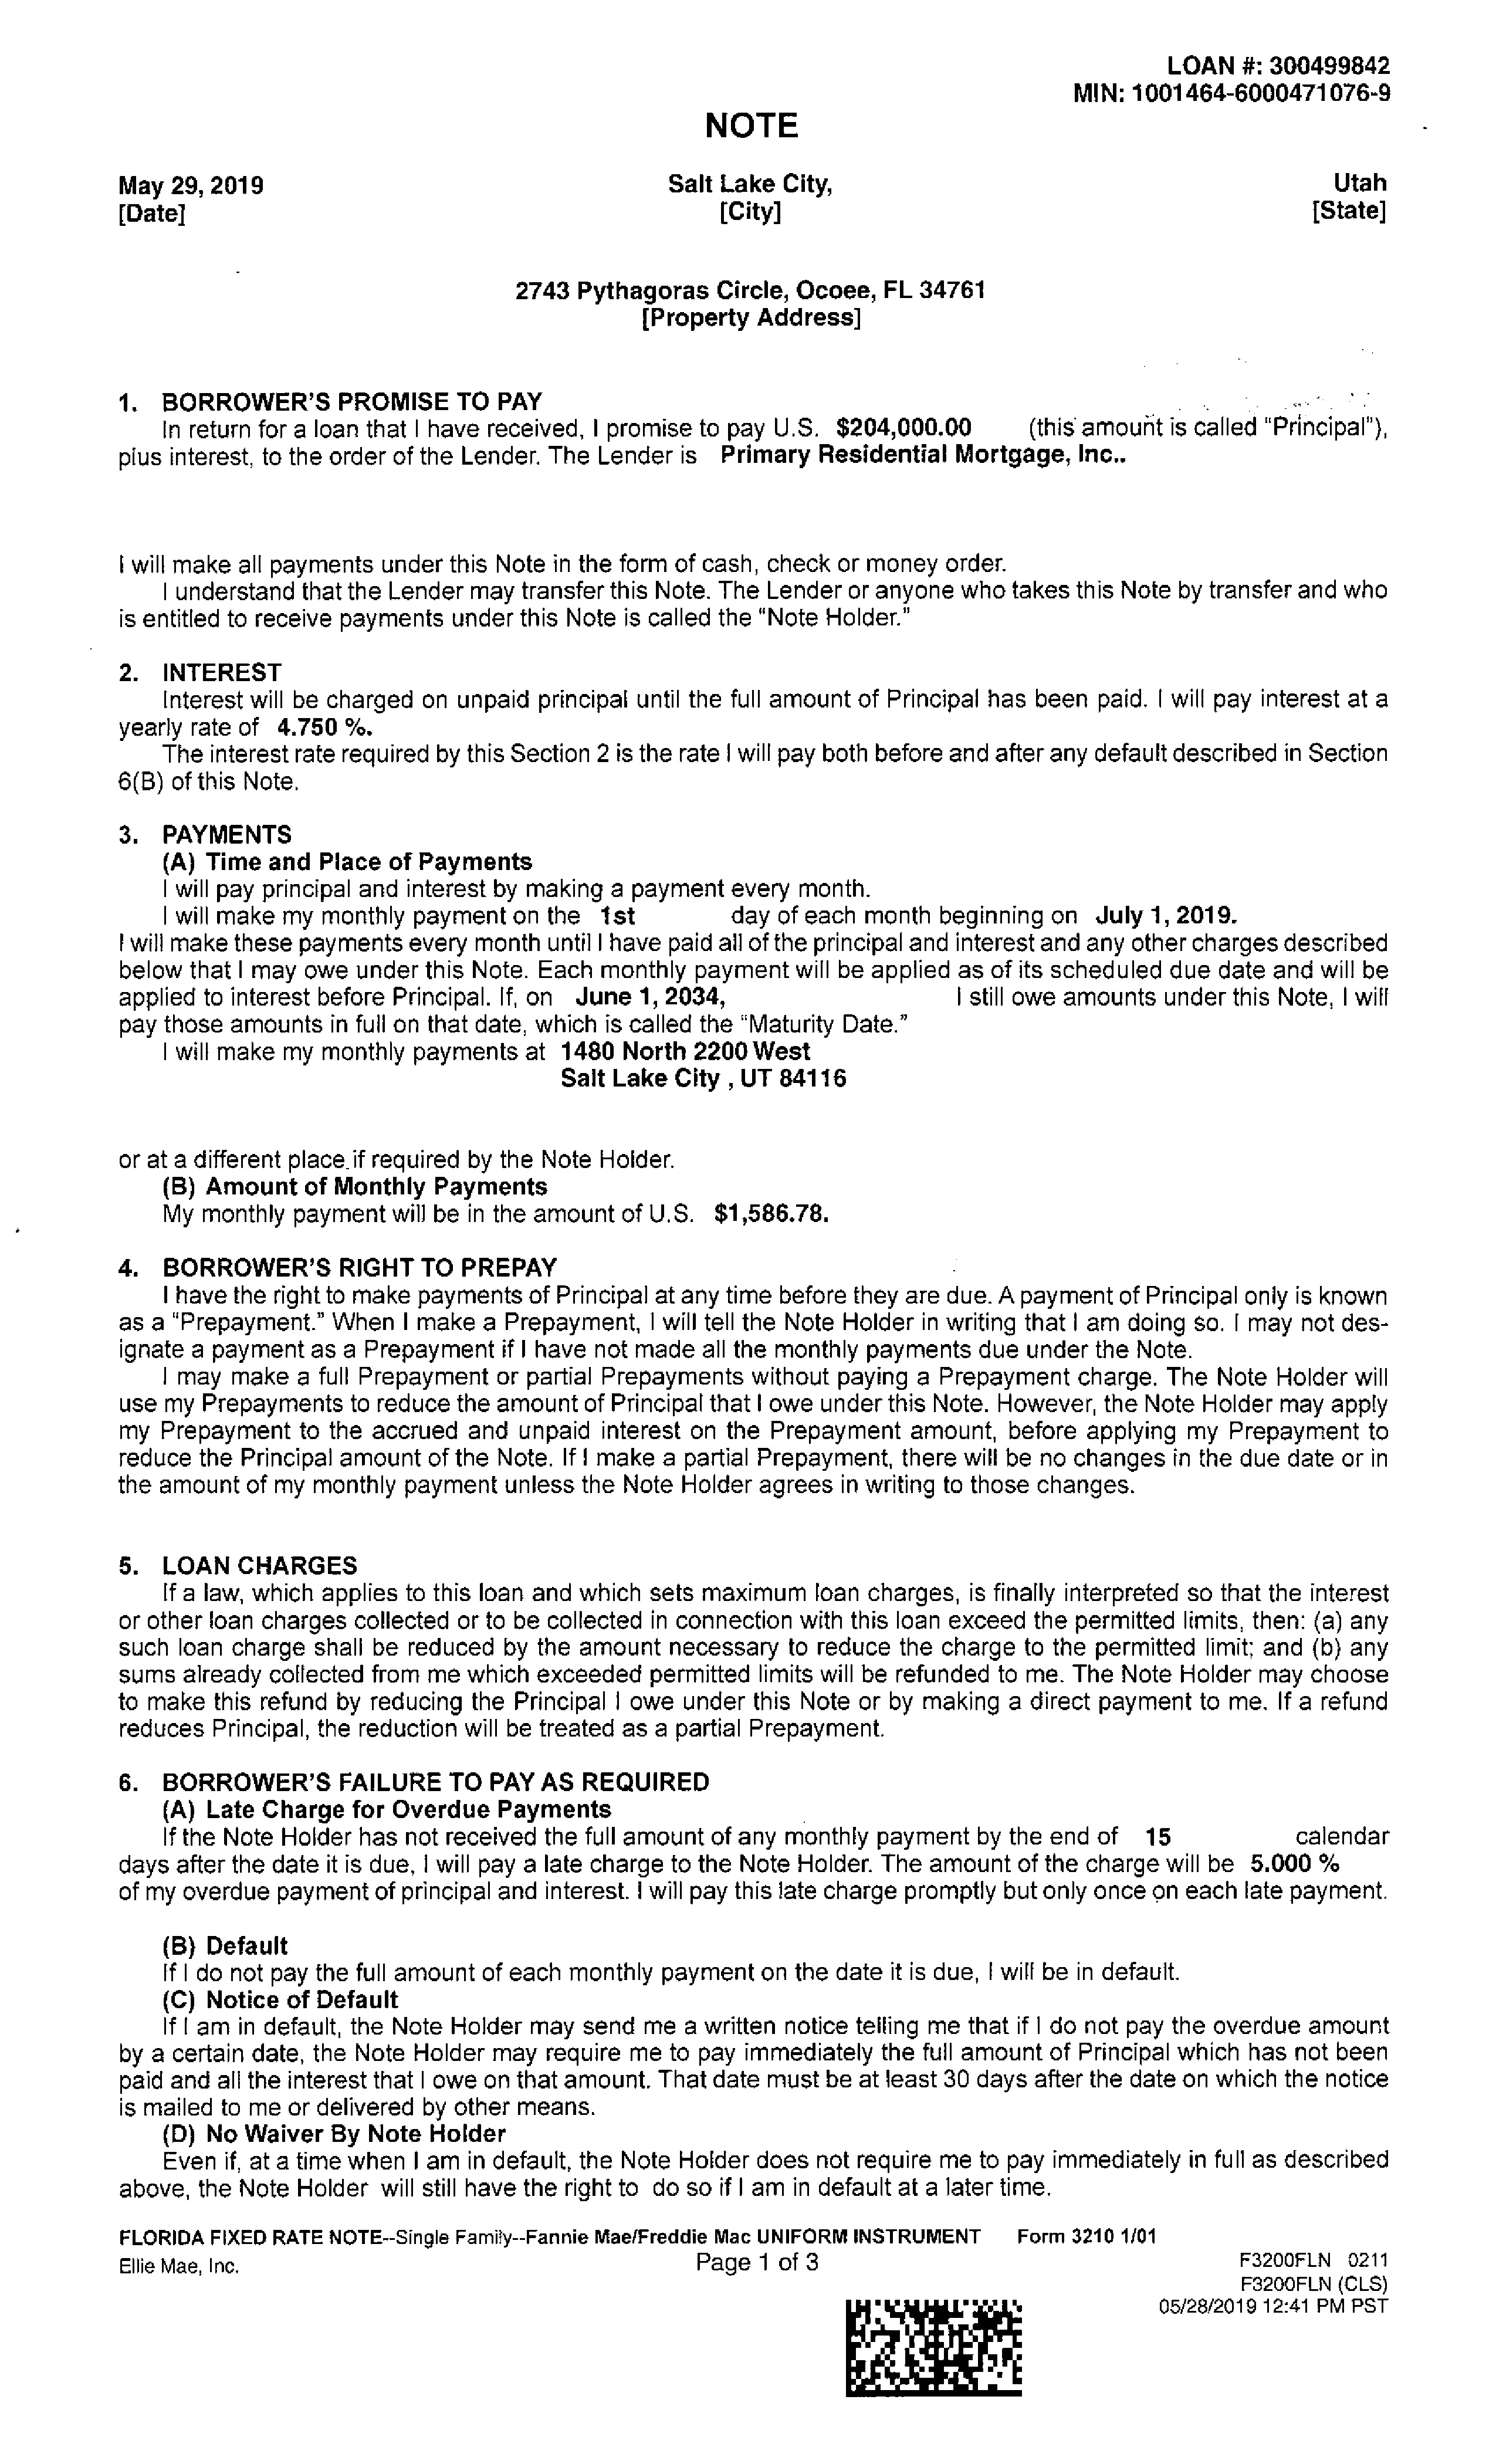 LOAN #: 300499842
MIN: 1001464-6000471076-9
NOTE
May 29, 2019 Salt Lake City, Utah
[Date] [City] [State]
2743 Pythagoras Circle, Ocoee, FL 34761
[Property Address]
1. BORROWER'S PROMISE TO PAY
In return for a loan that I have received, I promise to pay U.S. $204,000.00 (this amount is called "Principal"),
plus interest, to the order of the Lender. The Lender is Primary Residential Mortgage, Inc..
I will make all payments under this Note in the form of cash, check or money order.
I understand that the Lender may transfer this Note. The Lender or anyone who takes this Note by transfer and who
is entitled to receive payments under this Note is called the "Note Holder."
2. INTEREST
Interest will be charged on unpaid principal until the full amount of Principal has been paid. I will pay interest at a
yearly rate of 4.750 %.
The interest rate required by this Section 2 is the rate I will pay both before and after any default described in Section
6(B) of this Note.
3. PAYMENTS
(A) Time and Place of Payments
I will pay principal and interest by making a payment every month.
I will make my monthly payment on the 1st day of each month beginning on July 1, 2019.
I will make these payments every month until I have paid all of the principal and interest and any other charges described
below that I may owe under this Note. Each monthly payment will be applied as of its scheduled due date and will be
applied to interest before Principal. If, on June 1, 2034, I still owe amounts under this Note, I will
pay those amounts in full on that date, which is called the "Maturity Date."
I will make my monthly payments at 1480 North 2200 West
Salt Lake City , UT 84116
or at a different place if required by the Note Holder.
(B) Amount of Monthly Payments
My monthly payment will be in the amount of U.S. $1,586.78.
4. BORROWER'S RIGHT TO PREPAY
I have the right to make payments of Principal at any time before they are due. A payment of Principal only is known
as a "Prepayment." When I make a Prepayment, I will tell the Note Holder in writing that I am doing so. I may not des-
ignate a payment as a Prepayment if I have not made all the monthly payments due under the Note.
I may make a full Prepayment or partial Prepayments without paying a Prepayment charge. The Note Holder will
use my Prepayments to reduce the amount of Principal that I owe under this Note. However, the Note Holder may apply
my Prepayment to the accrued and unpaid interest on the Prepayment amount, before applying my Prepayment to
reduce the Principal amount of the Note. If I make a partial Prepayment, there will be no changes in the due date or in
the amount of my monthly payment unless the Note Holder agrees in writing to those changes.
5. LOAN CHARGES
If a law, which applies to this loan and which sets maximum loan charges, is finally interpreted so that the interest
or other loan charges collected or to be collected in connection with this loan exceed the permitted limits, then: (a) any
such loan charge shall be reduced by the amount necessary to reduce the charge to the permitted limit; and (b) any
sums already collected from me which exceeded permitted limits will be refunded to me. The Note Holder may choose
to make this refund by reducing the Principal I owe under this Note or by making a direct payment to me. If a refund
reduces Principal, the reduction will be treated as a partial Prepayment.
6. BORROWER'S FAILURE TO PAY AS REQUIRED
(A) Late Charge for Overdue Payments
If the Note Holder has not received the full amount of any monthly payment by the end of 15 calendar
days after the date it is due, I will pay a late charge to the Note Holder. The amount of the charge will be 5.000 %
of my overdue payment of principal and interest. I will pay this late charge promptly but only once on each late payment.
(B) Default
If I do not pay the full amount of each monthly payment on the date it is due, I will be in default.
(C) Notice of Default
If I am in default, the Note Holder may send me a written notice telling me that if I do not pay the overdue amount
by a certain date, the Note Holder may require me to pay immediately the full amount of Principal which has not been
paid and all the interest that I owe on that amount. That date must be at least 30 days after the date on which the notice
is mailed to me or delivered by other means.
(D) No Waiver By Note Holder
Even if, at a time when I am in default, the Note Holder does not require me to pay immediately in full as described
above, the Note Holder will still have the right to do so if I am in default at a later time.
FLORIDA FIXED RATE NOTE--Single Family--Fannie Mae/Freddie Mac UNIFORM INSTRUMENT Form 3210 1/01
Ellie Mae, Inc. Page 1 of 3 F3200FLN 0211
F3200FLN (CLS)
05/28/2019 12:41 PM PST